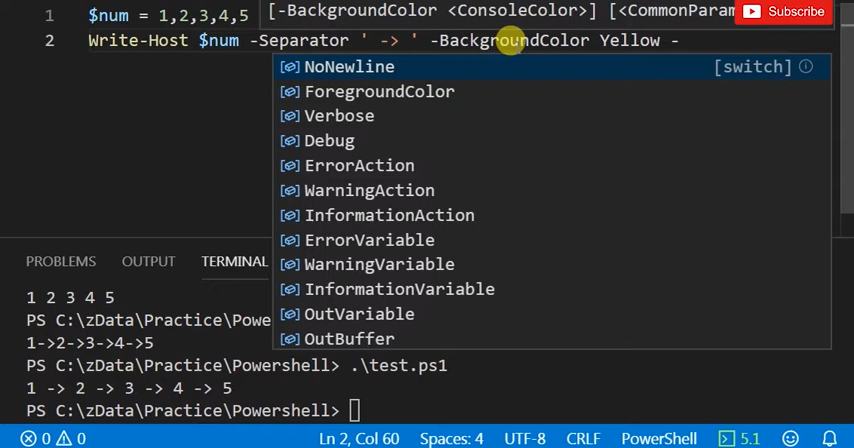 1 $num = 1,2,3,4,5
[-BackgroundColor <ConsoleColor>] [<CommonParam
Subscribe
2 Write-Host $num -Separator ' -> ' -BackgroundColor Yellow -
NoNewline [switch]
ForegroundColor
Verbose
Debug
ErrorAction
WarningAction
InformationAction
ErrorVariable
WarningVariable
InformationVariable
OutVariable
OutBuffer
PROBLEMS OUTPUT TERMINAL
1 2 3 4 5
PS C:\zData\Practice\Powe
1->2->3->4->5
PS C:\zData\Practice\Powershell> .\test.ps1
1 -> 2 -> 3 -> 4 -> 5
PS C:\zData\Practice\Powershell>
0 0 Ln 2, Col 60 Spaces: 4 UTF-8 CRLF PowerShell 5.1